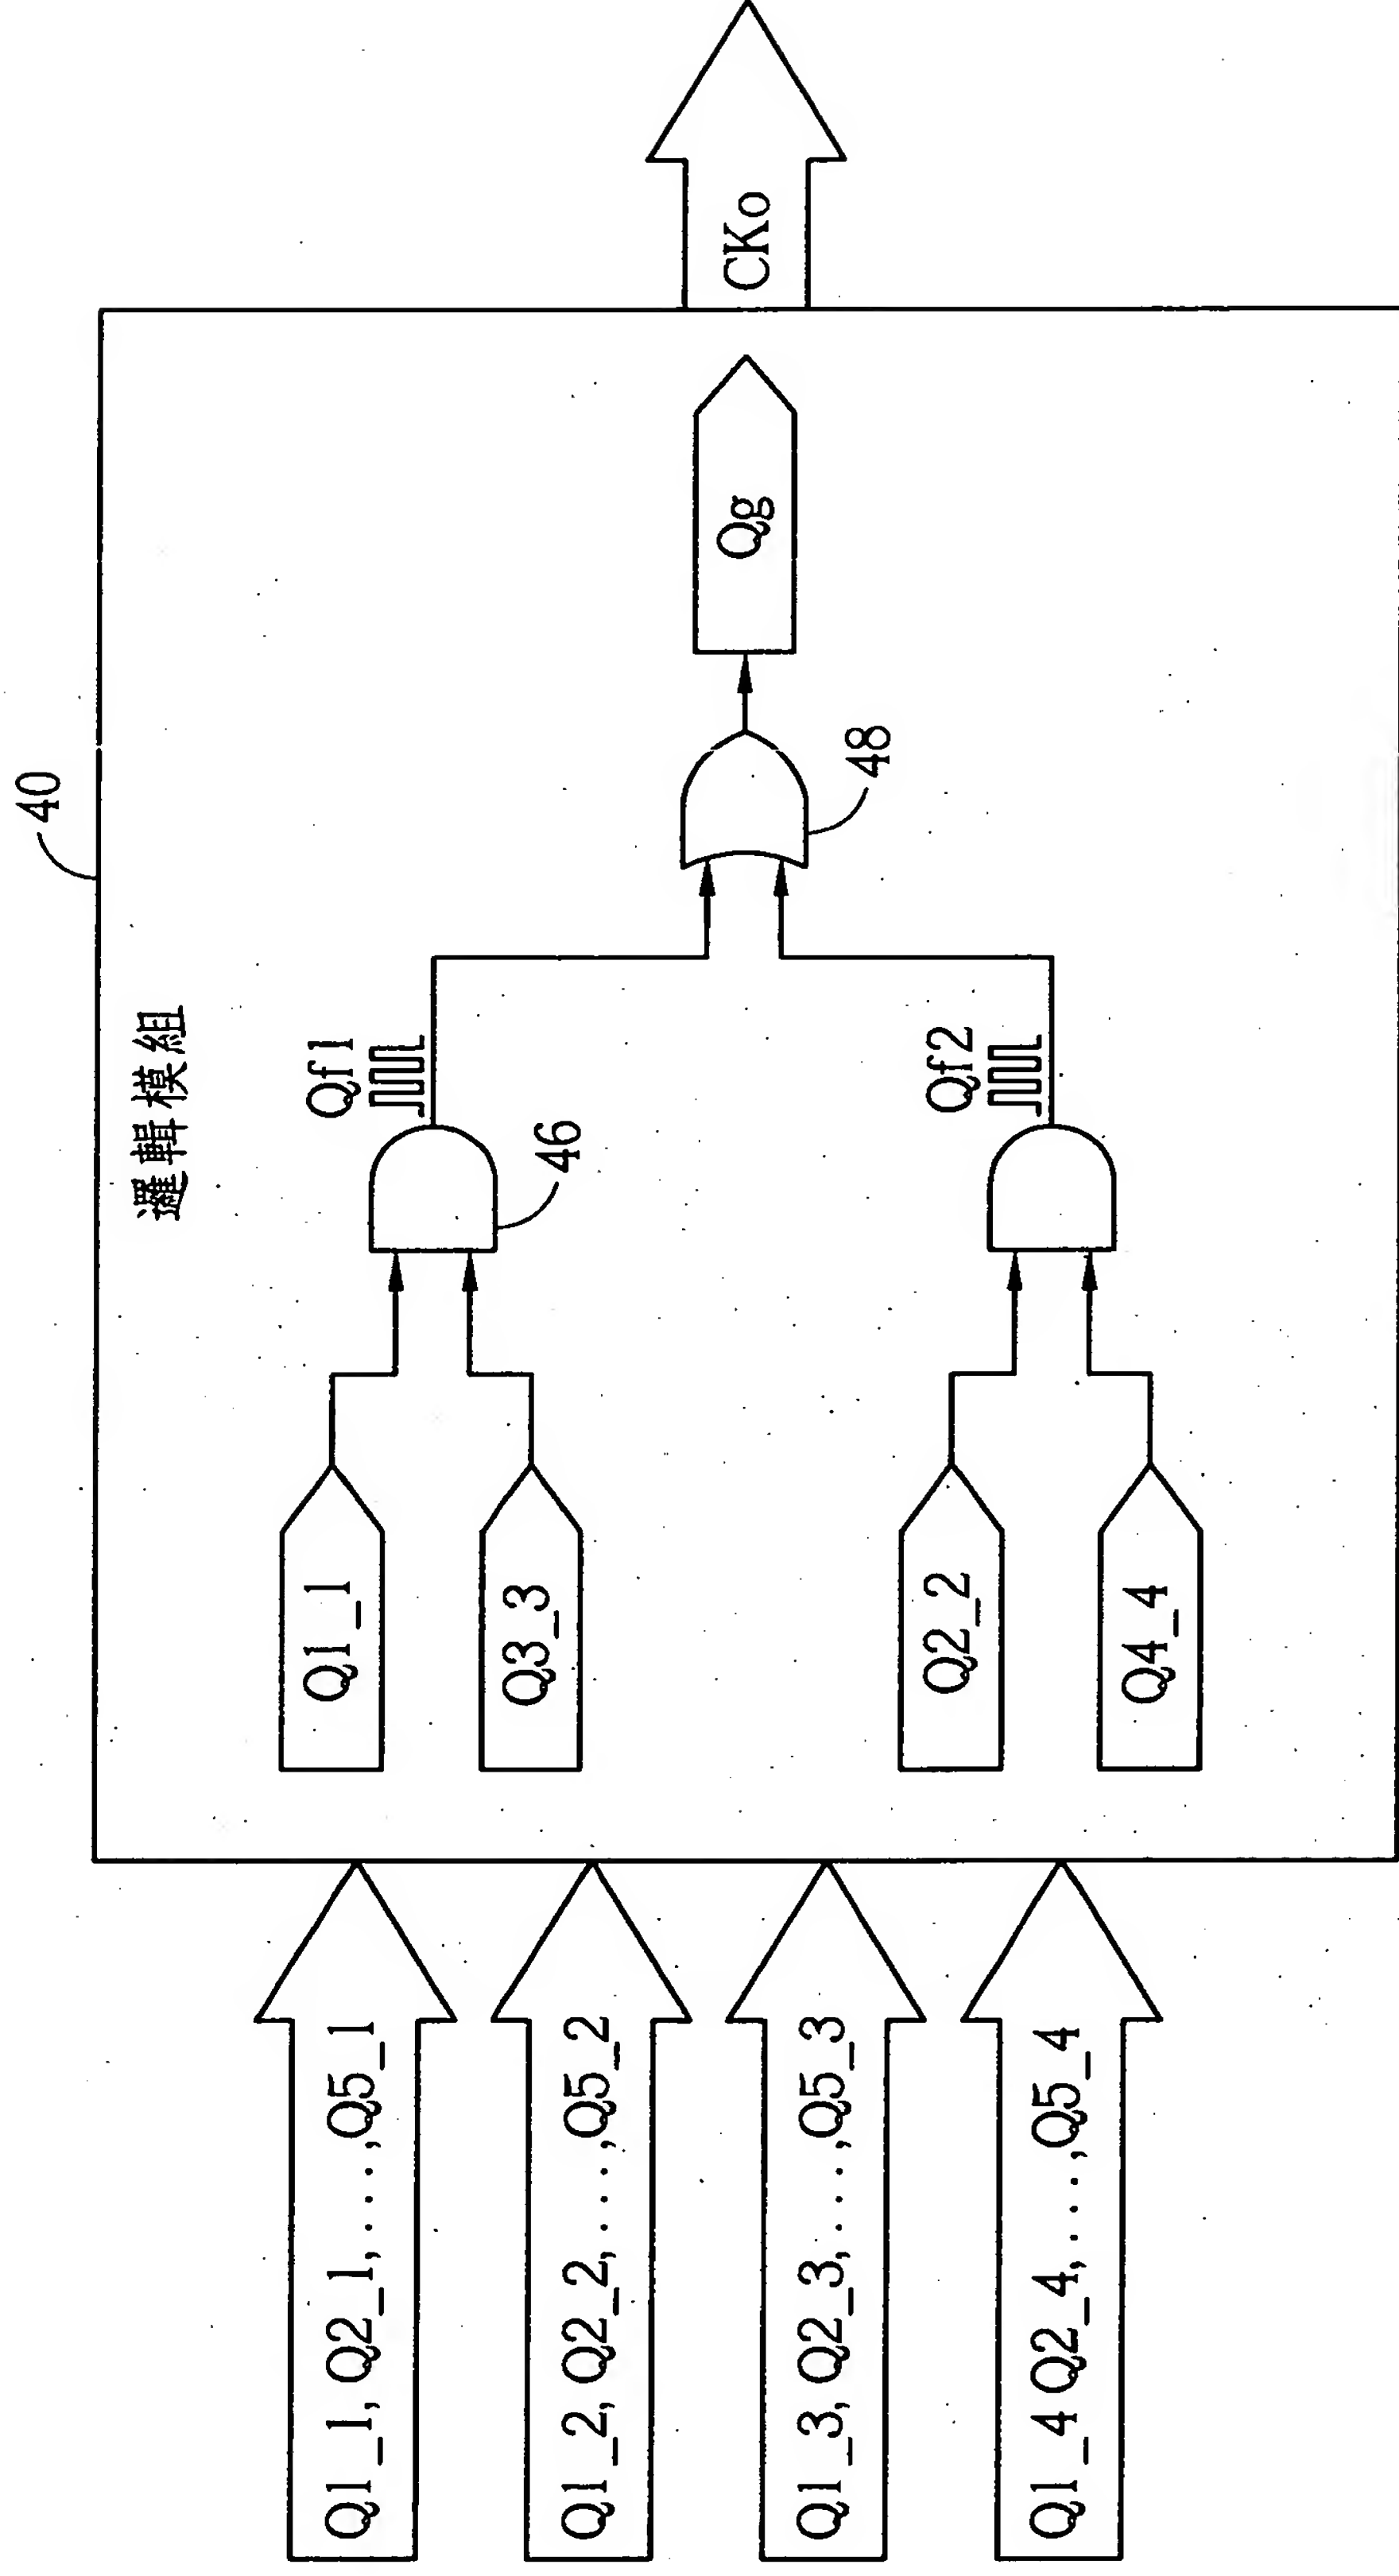 40
邏輯模組
Q1_1, Q2_1,....,Q5_1
Q1_2, Q2_2,....,Q5_2
Q1_3, Q2_3,....,Q5_3
Q1_4 Q2_4,....,Q5_4
Q1_1
Q3_3
Q2_2
Q4_4
Qf1
46
Qf2
48
Qg
CKo